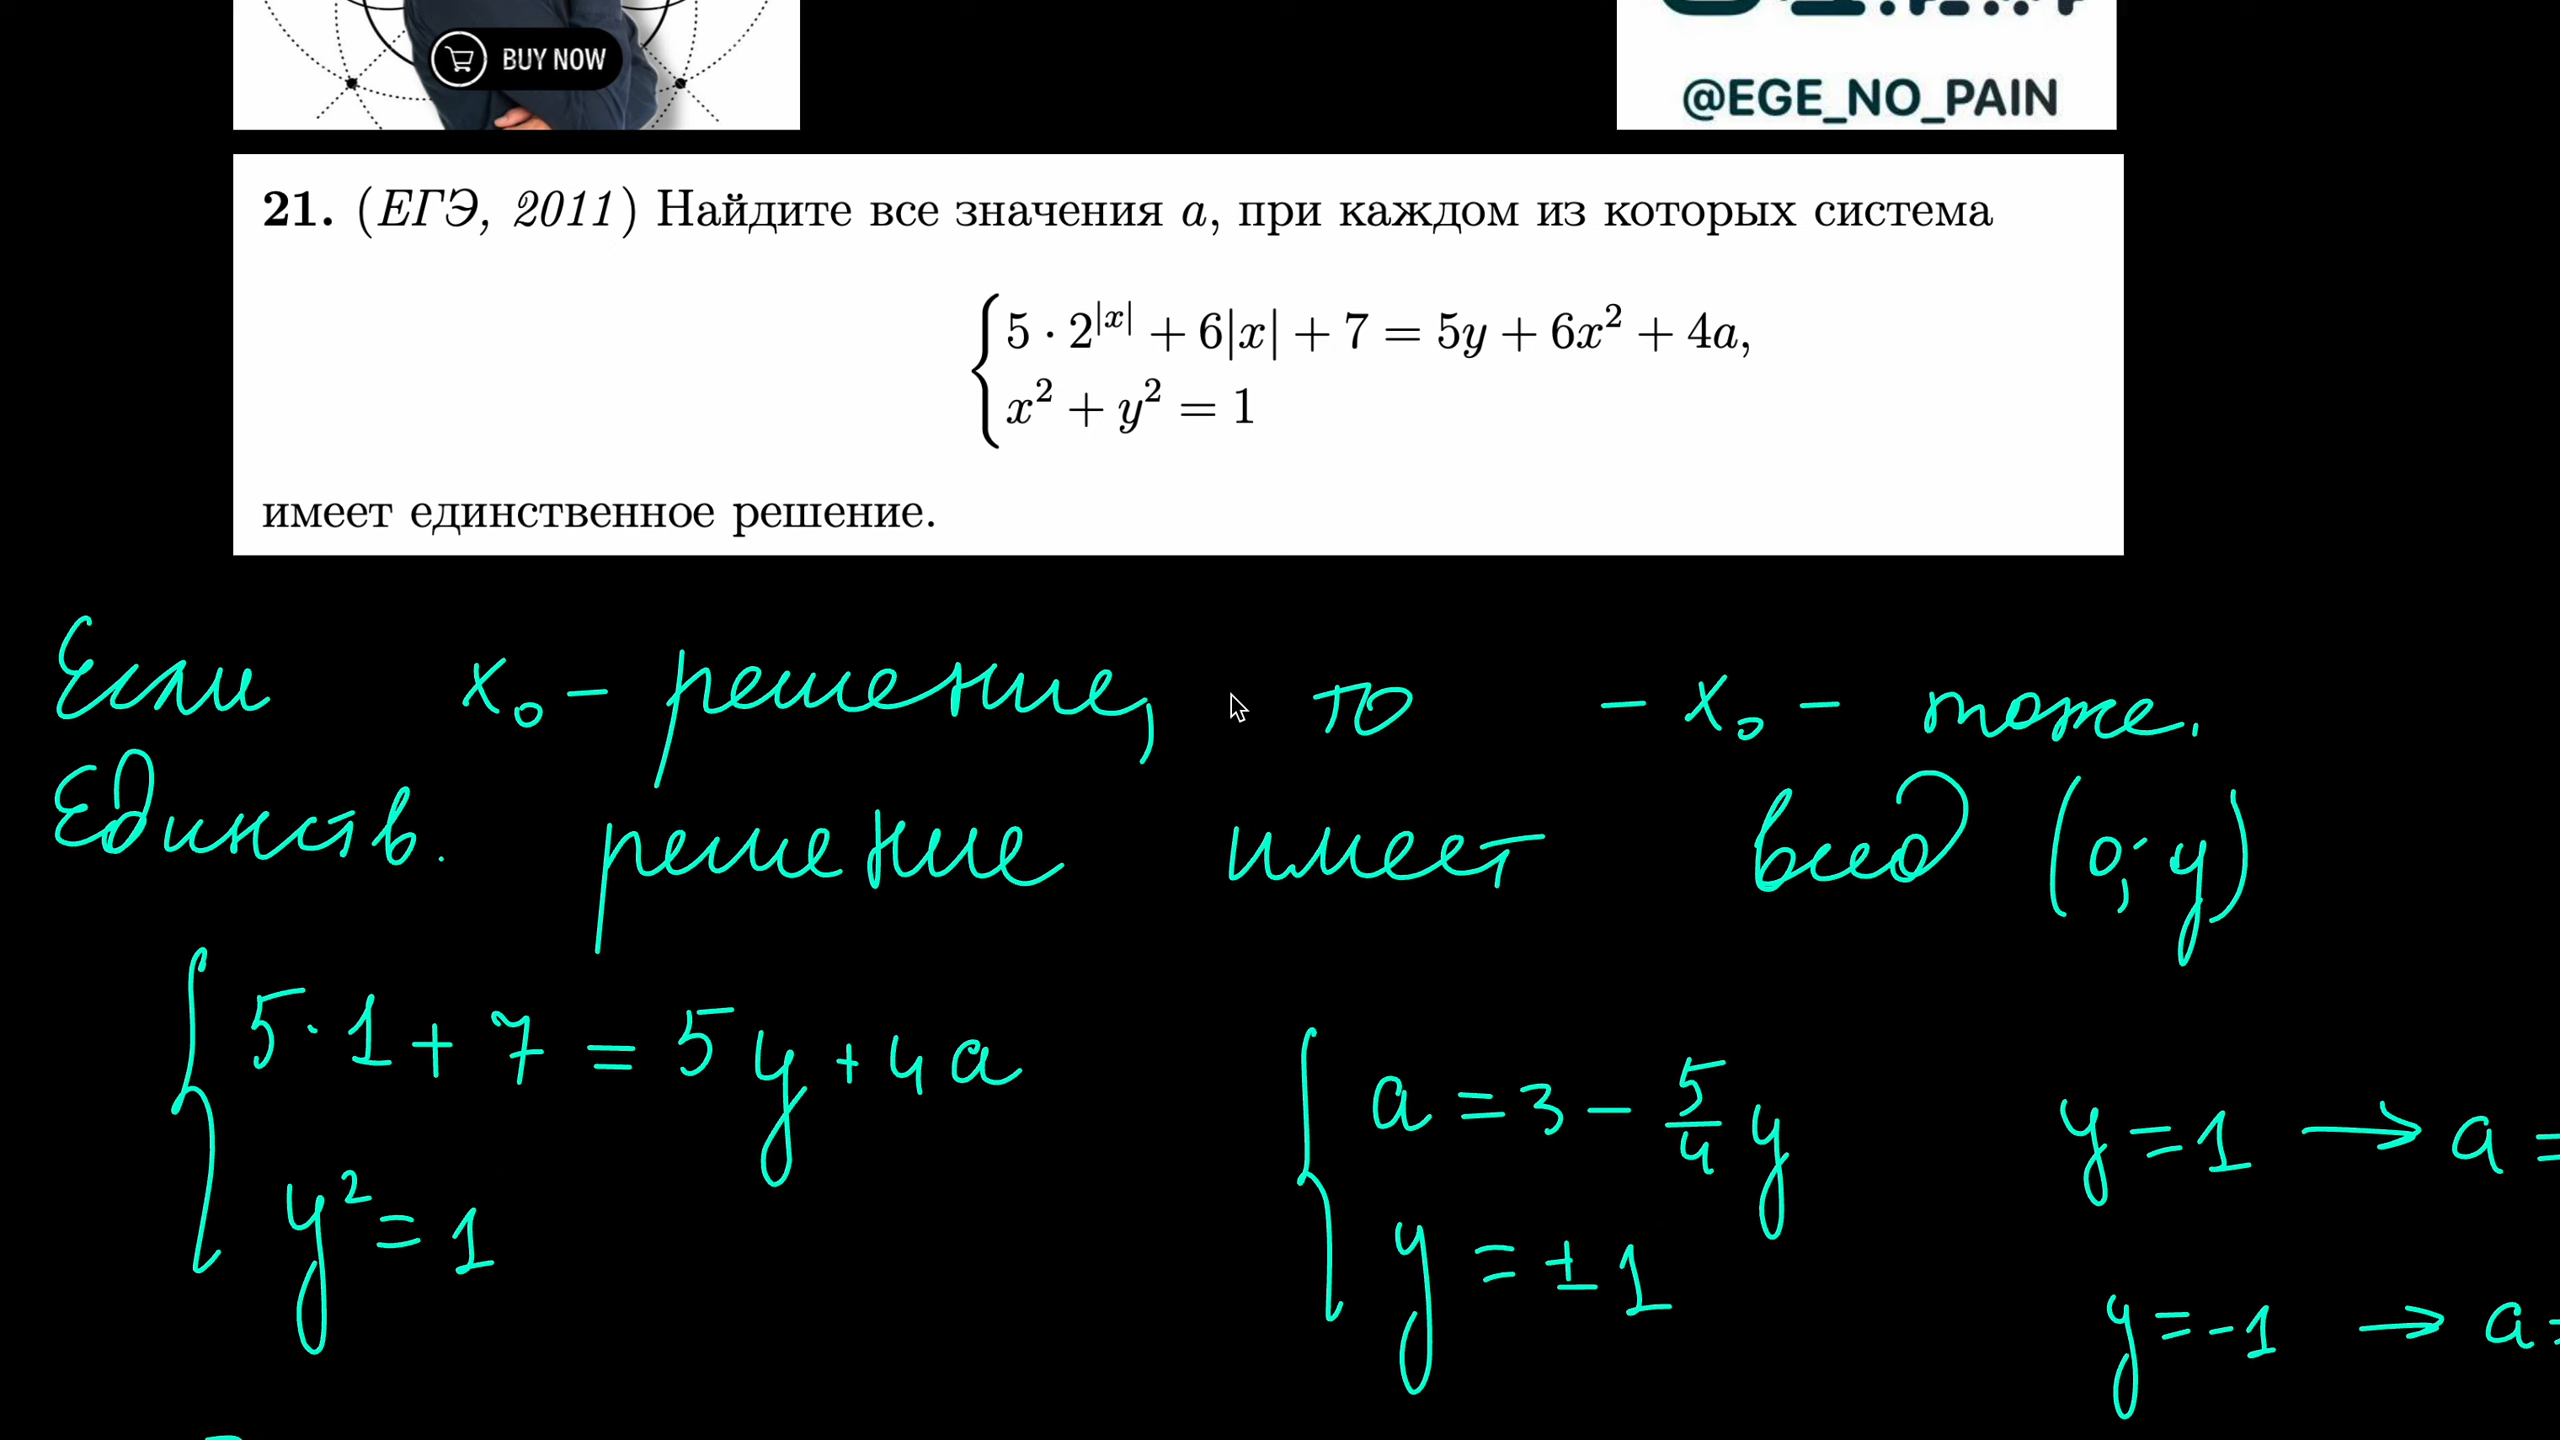 BUY NOW
@EGE_NO_PAIN
21. (ЕГЭ, 2011) Найдите все значения a, при каждом из которых система
5 · 2^{|x|} + 6|x| + 7 = 5y + 6x² + 4a,
x² + y² = 1
имеет единственное решение.
Если x₀ – решение, то – x₀ – тоже.
Единств. решение имеет вид (0; y)
5·1 + 7 = 5y + 4a
y² = 1
a = 3 – 5/4 y
y = ± 1
y = 1 → a =
y = -1 → a =